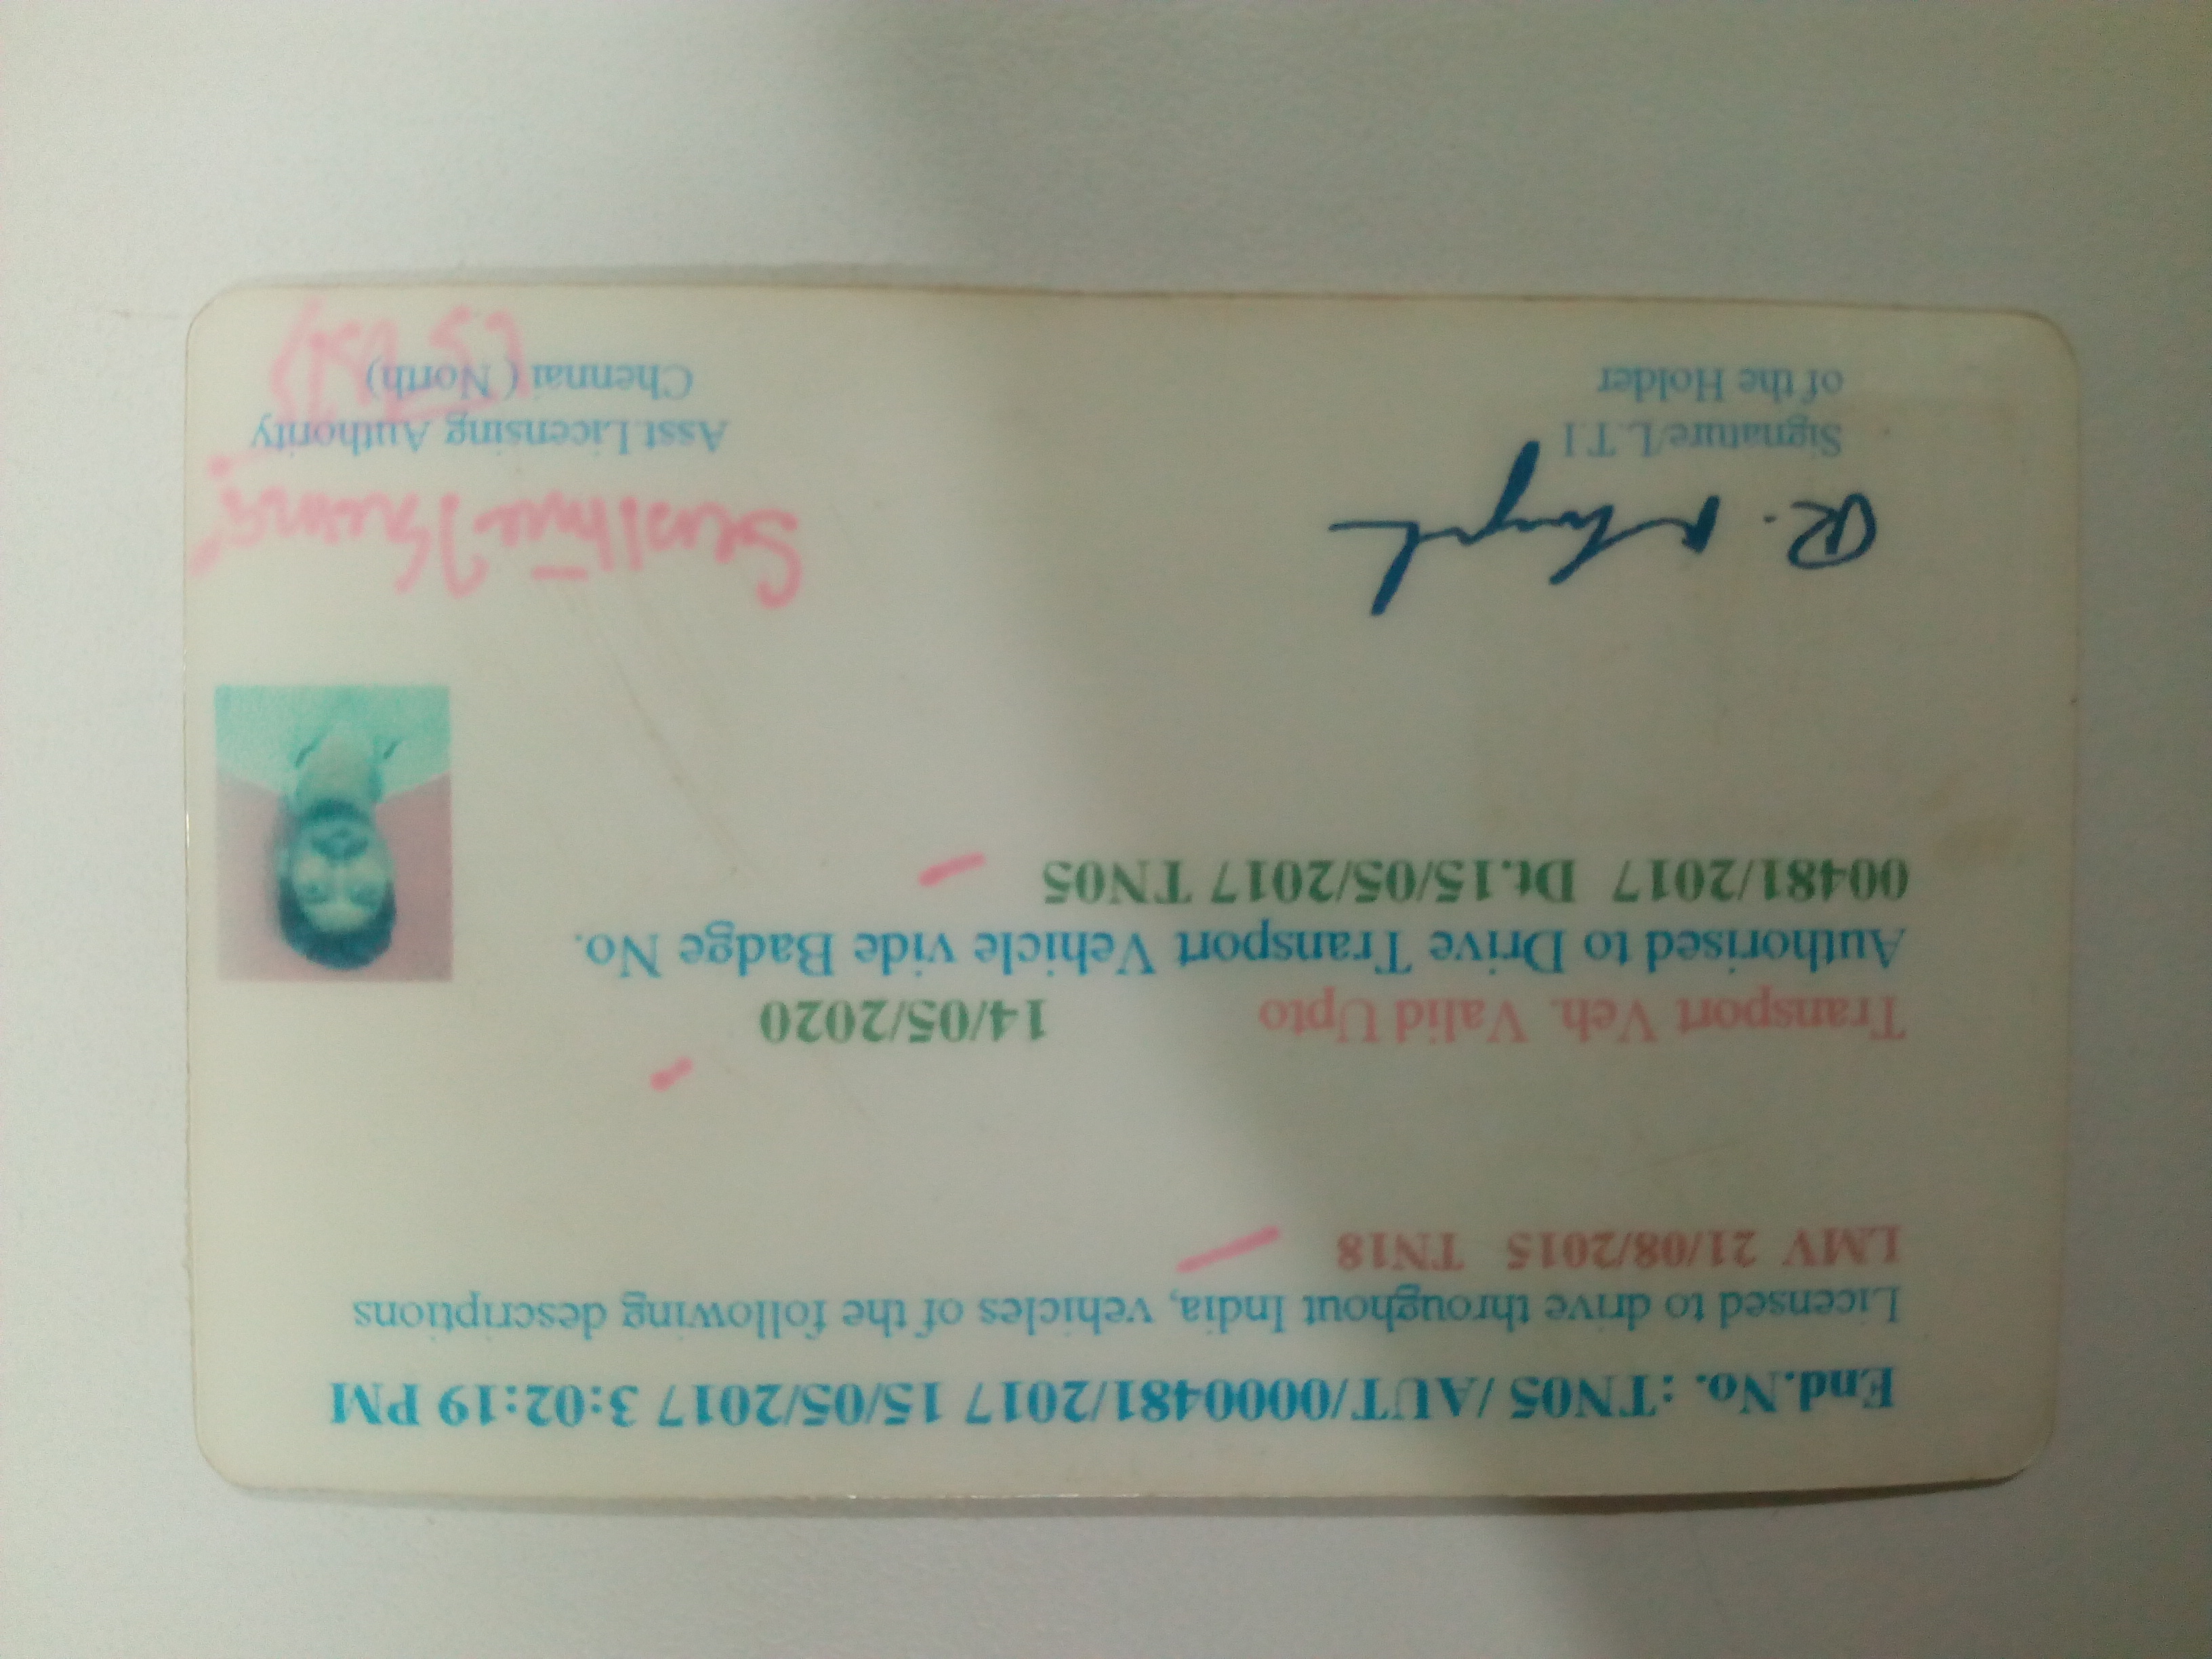 End.No. :TN05 /AUT/0000481/2017 15/05/2017 3:02:19 PM
Licensed to drive throughout India, vehicles of the following descriptions
LMV 21/08/2015 TN18
Transport Veh. Valid Upto 14/05/2020
Authorised to Drive Transport Vehicle vide Badge No.
00481/2017 Dt.15/05/2017 TN05
R.
Signature/L.T.I
of the Holder
Asst.Licensing Authority
Chennai ( North)